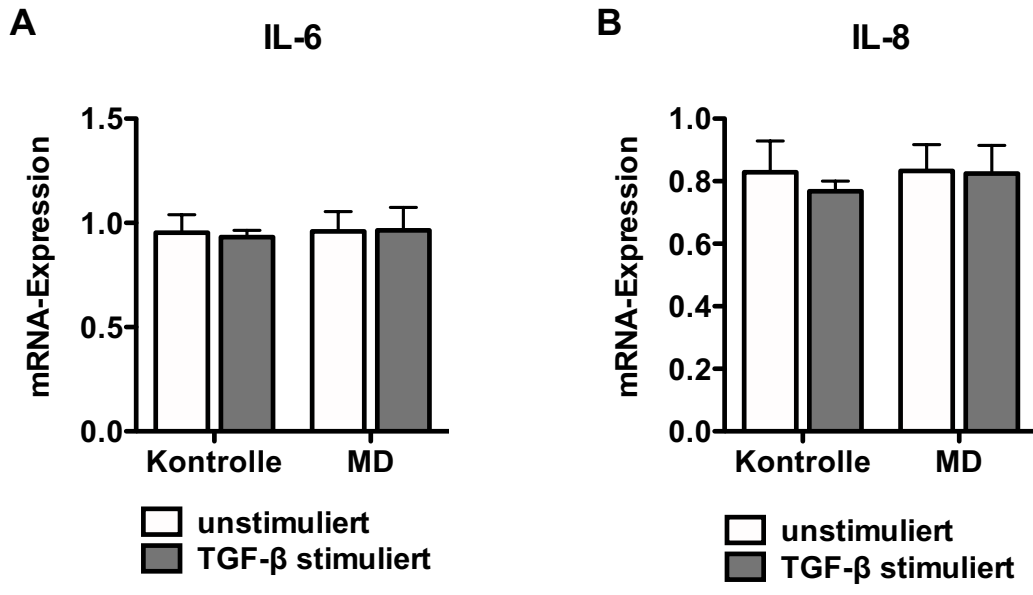 A
IL-6
mRNA-Expression
1.5
1.0
0.5
0.0
Kontrolle MD
unstimuliert
TGF-β stimuliert
B
IL-8
mRNA-Expression
1.0
0.8
0.6
0.4
0.2
0.0
Kontrolle MD
unstimuliert
TGF-β stimuliert